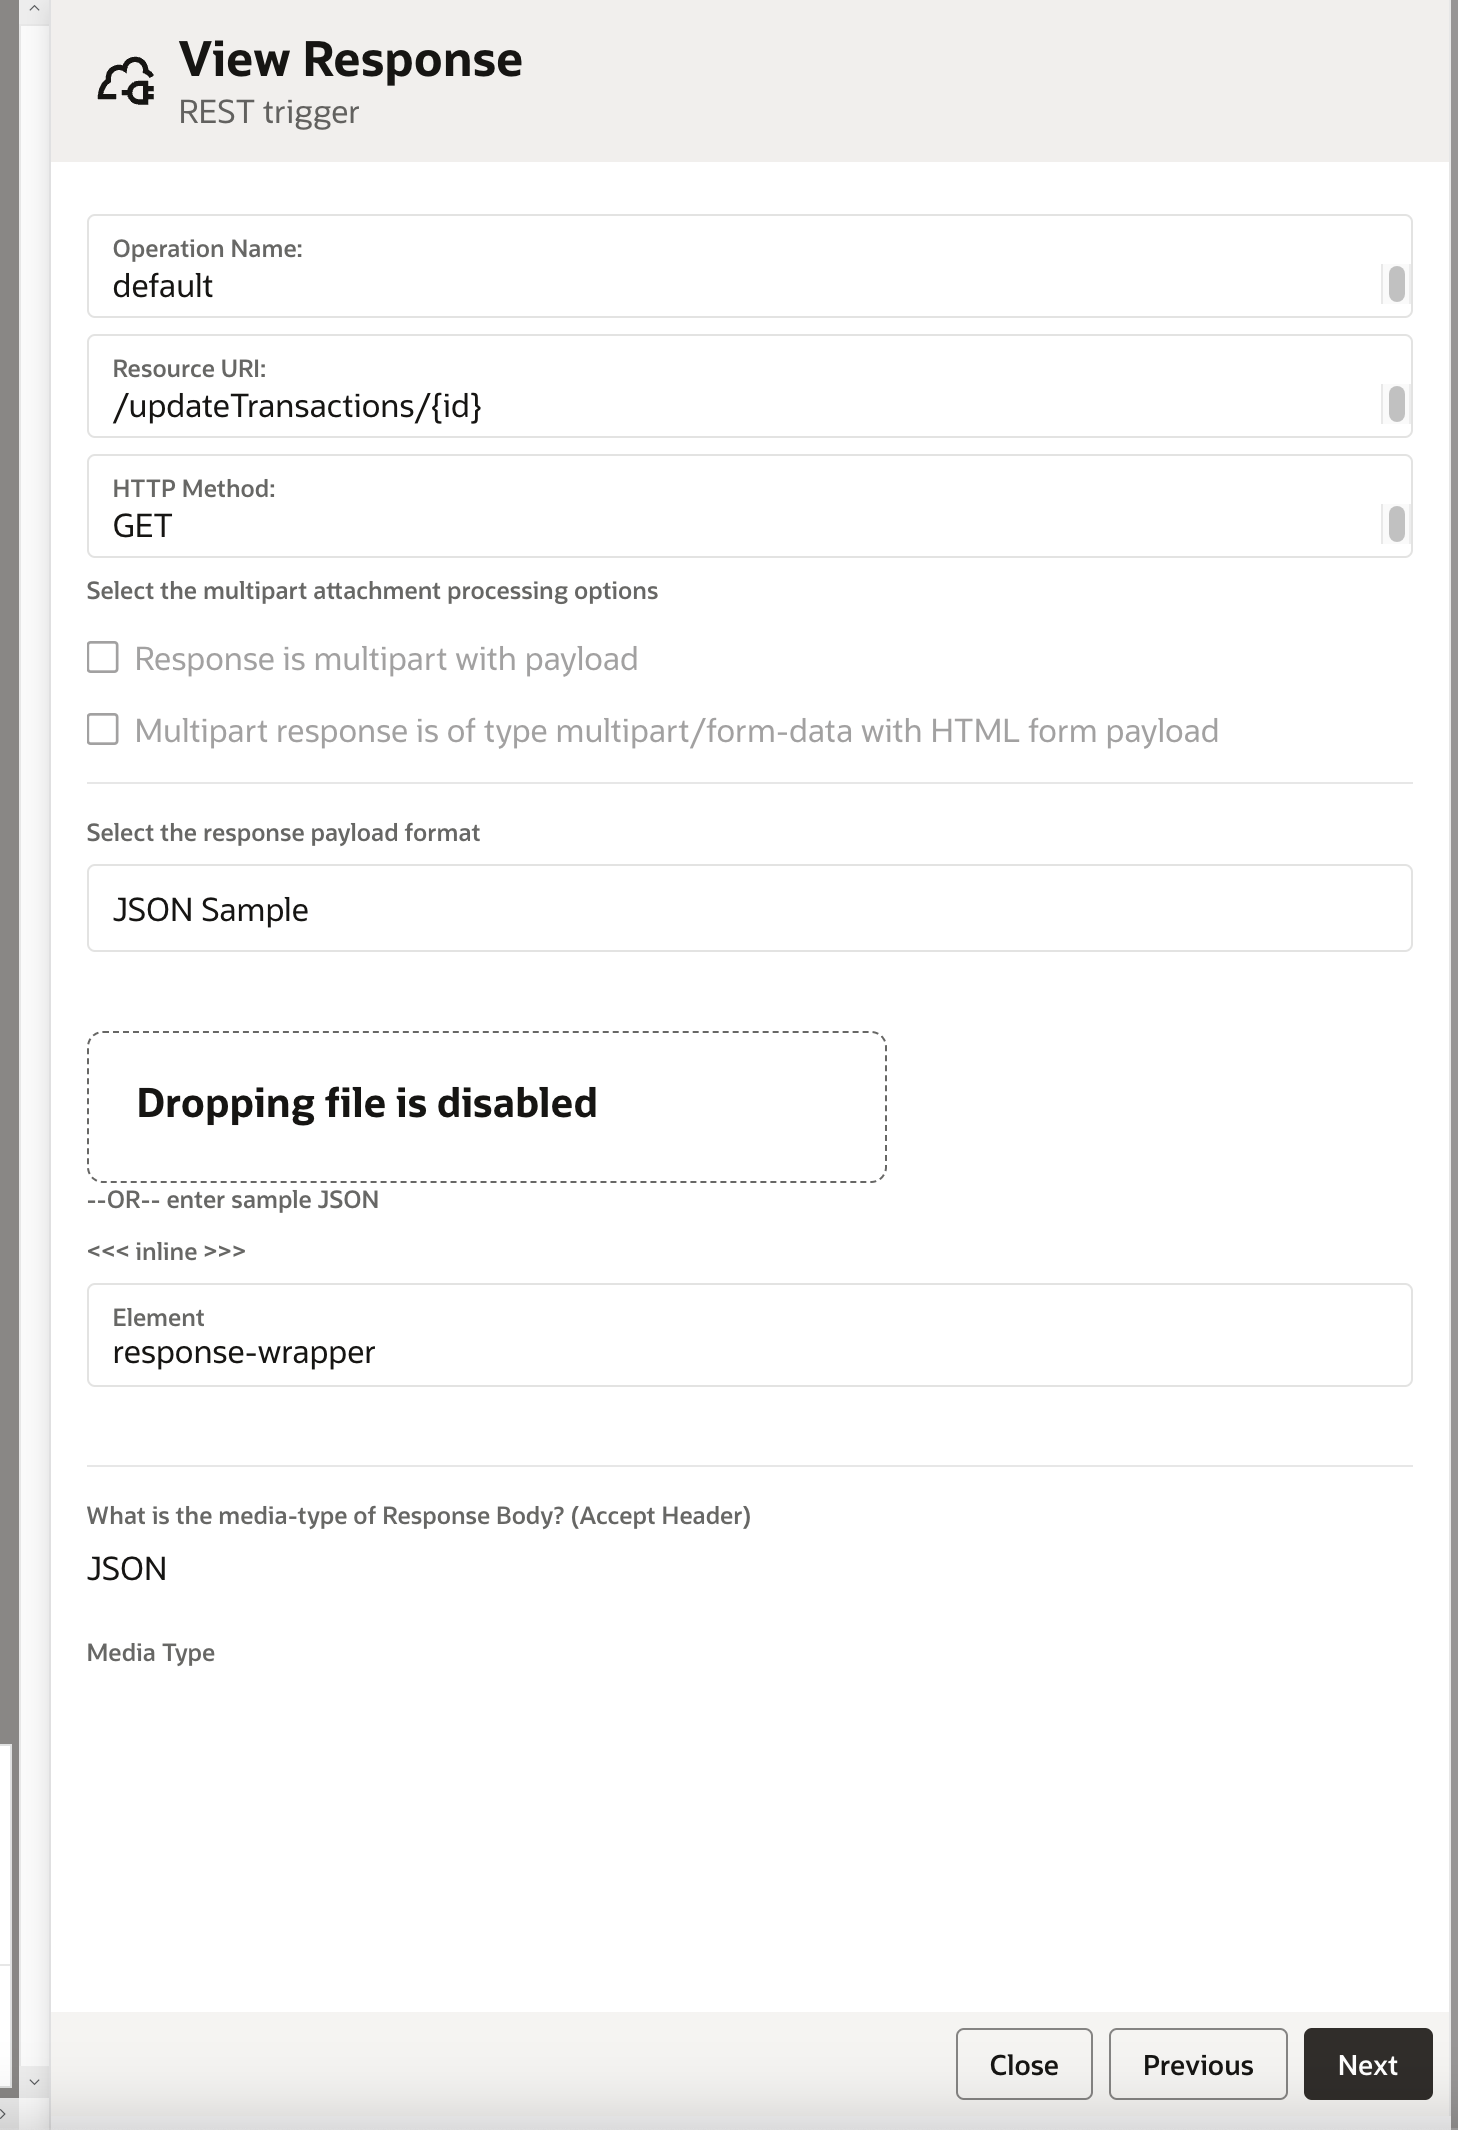 View Response
REST trigger
Operation Name:
default
Resource URI:
/updateTransactions/{id}
HTTP Method:
GET
Select the multipart attachment processing options
Response is multipart with payload
Multipart response is of type multipart/form-data with HTML form payload
Select the response payload format
JSON Sample
Dropping file is disabled
--OR-- enter sample JSON
<<< inline >>>
Element
response-wrapper
What is the media-type of Response Body? (Accept Header)
JSON
Media Type
Close
Previous
Next